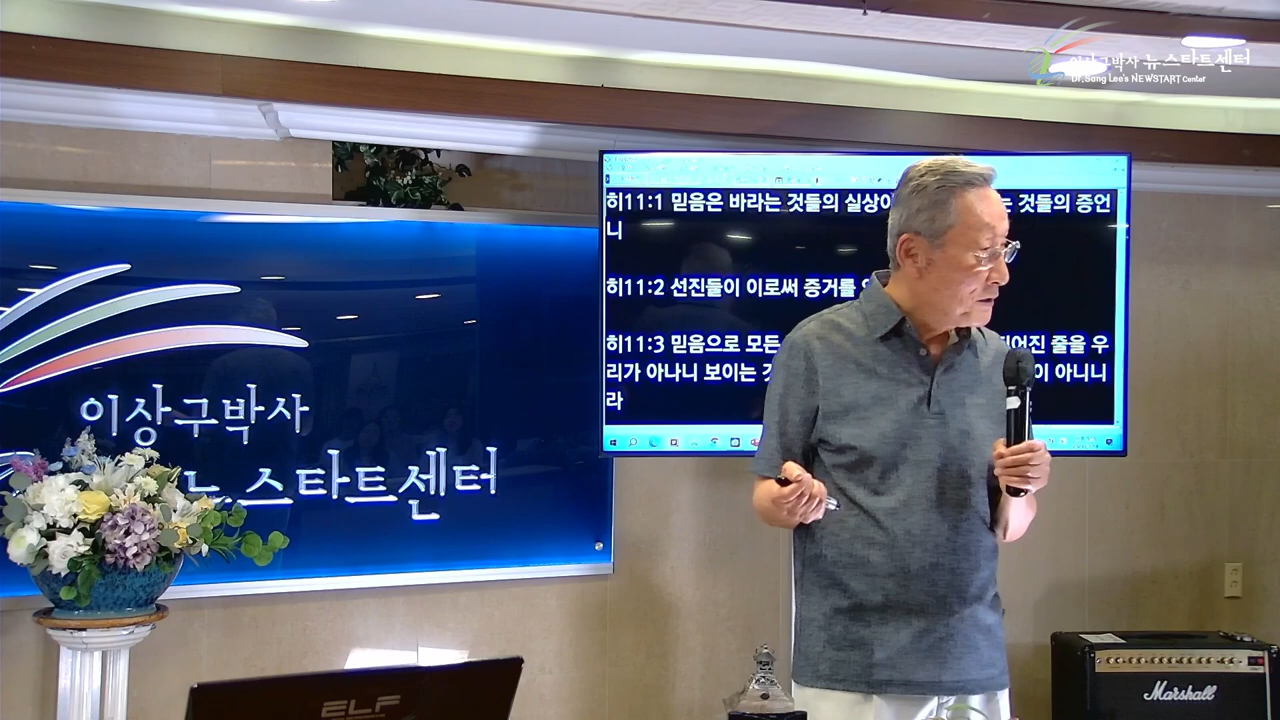 이상구박사 뉴스타트센터
Dr.Sang Lee's NEWSTART Center
히11:1 믿음은 바라는 것들의 실상이 것들의 증언
니
히11:2 선진들이 이로써 증거를
히11:3 믿음으로 모든 되어진 줄을 우
리가 아나니 보이는 아니니
라
이상구박사
뉴스타트센터
ELF
Marshall